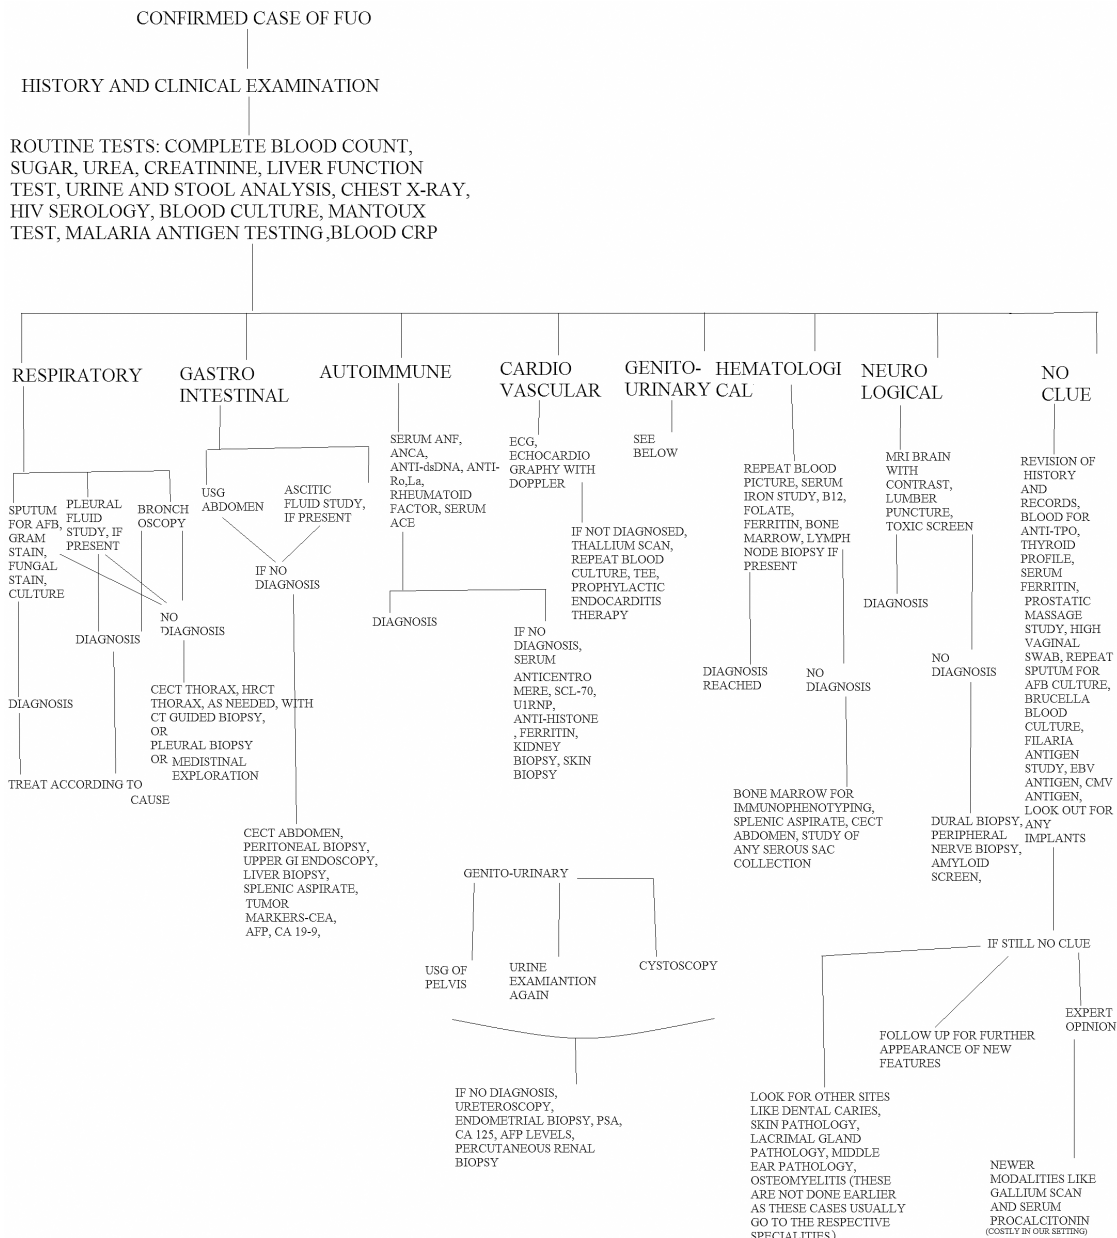 CONFIRMED CASE OF FUO
HISTORY AND CLINICAL EXAMINATION
ROUTINE TESTS: COMPLETE BLOOD COUNT,
SUGAR, UREA, CREATININE, LIVER FUNCTION
TEST, URINE AND STOOL ANALYSIS, CHEST X-RAY,
HIV SEROLOGY, BLOOD CULTURE, MANTOUX
TEST, MALARIA ANTIGEN TESTING,BLOOD CRP
RESPIRATORY
SPUTUM
FOR AFB,
GRAM
STAIN,
FUNGAL
STAIN,
CULTURE
PLEURAL
FLUID
STUDY, IF
PRESENT
BRONCH
OSCOPY
DIAGNOSIS
DIAGNOSIS
NO
DIAGNOSIS
TREAT ACCORDING TO
CAUSE
CECT THORAX, HRCT
THORAX, AS NEEDED, WITH
CT GUIDED BIOPSY,
OR
PLEURAL BIOPSY
OR MEDISTINAL
EXPLORATION
GASTRO
INTESTINAL
USG
ABDOMEN
ASCITIC
FLUID STUDY,
IF PRESENT
IF NO
DIAGNOSIS
CECT ABDOMEN,
PERITONEAL BIOPSY,
UPPER GI ENDOSCOPY,
LIVER BIOPSY,
SPLENIC ASPIRATE,
TUMOR
MARKERS-CEA,
AFP, CA 19-9,
AUTOIMMUNE
SERUM ANF,
ANCA,
ANTI-dsDNA, ANTI-
Ro,La,
RHEUMATOID
FACTOR, SERUM
ACE
DIAGNOSIS
IF NO
DIAGNOSIS,
SERUM
ANTICENTRO
MERE, SCL-70,
U1RNP,
ANTI-HISTONE
, FERRITIN,
KIDNEY
BIOPSY, SKIN
BIOPSY
CARDIO
VASCULAR
ECG,
ECHOCARDIO
GRAPHY WITH
DOPPLER
IF NOT DIAGNOSED,
THALLIUM SCAN,
REPEAT BLOOD
CULTURE, TEE,
PROPHYLACTIC
ENDOCARDITIS
THERAPY
GENITO-
URINARY
SEE
BELOW
HEMATOLOGI
CAL
REPEAT BLOOD
PICTURE, SERUM
IRON STUDY, B12,
FOLATE,
FERRITIN, BONE
MARROW, LYMPH
NODE BIOPSY IF
PRESENT
DIAGNOSIS
REACHED
NO
DIAGNOSIS
BONE MARROW FOR
IMMUNOPHENOTYPING,
SPLENIC ASPIRATE, CECT
ABDOMEN, STUDY OF
ANY SEROUS SAC
COLLECTION
NEURO
LOGICAL
MRI BRAIN
WITH
CONTRAST,
LUMBER
PUNCTURE,
TOXIC SCREEN
DIAGNOSIS
NO
DIAGNOSIS
DURAL BIOPSY,
PERIPHERAL
NERVE BIOPSY,
AMYLOID
SCREEN,
NO
CLUE
REVISION OF
HISTORY
AND
RECORDS,
BLOOD FOR
ANTI-TPO,
THYROID
PROFILE,
SERUM
FERRITIN,
PROSTATIC
MASSAGE
STUDY, HIGH
VAGINAL
SWAB, REPEAT
SPUTUM FOR
AFB CULTURE,
BRUCELLA
BLOOD
CULTURE,
FILARIA
ANTIGEN
STUDY, EBV
ANTIGEN, CMV
ANTIGEN,
LOOK OUT FOR
ANY
IMPLANTS
GENITO-URINARY
USG OF
PELVIS
URINE
EXAMIANTION
AGAIN
CYSTOSCOPY
IF NO DIAGNOSIS,
URETEROSCOPY,
ENDOMETRIAL BIOPSY, PSA,
CA 125, AFP LEVELS,
PERCUTANEOUS RENAL
BIOPSY
IF STILL NO CLUE
LOOK FOR OTHER SITES
LIKE DENTAL CARIES,
SKIN PATHOLOGY,
LACRIMAL GLAND
PATHOLOGY, MIDDLE
EAR PATHOLOGY,
OSTEOMYELITIS (THESE
ARE NOT DONE EARLIER
AS THESE CASES USUALLY
GO TO THE RESPECTIVE
SPECIALITIES)
FOLLOW UP FOR FURTHER
APPEARANCE OF NEW
FEATURES
EXPERT
OPINION
NEWER
MODALITIES LIKE
GALLIUM SCAN
AND SERUM
PROCALCITONIN
(COSTLY IN OUR SETTING)